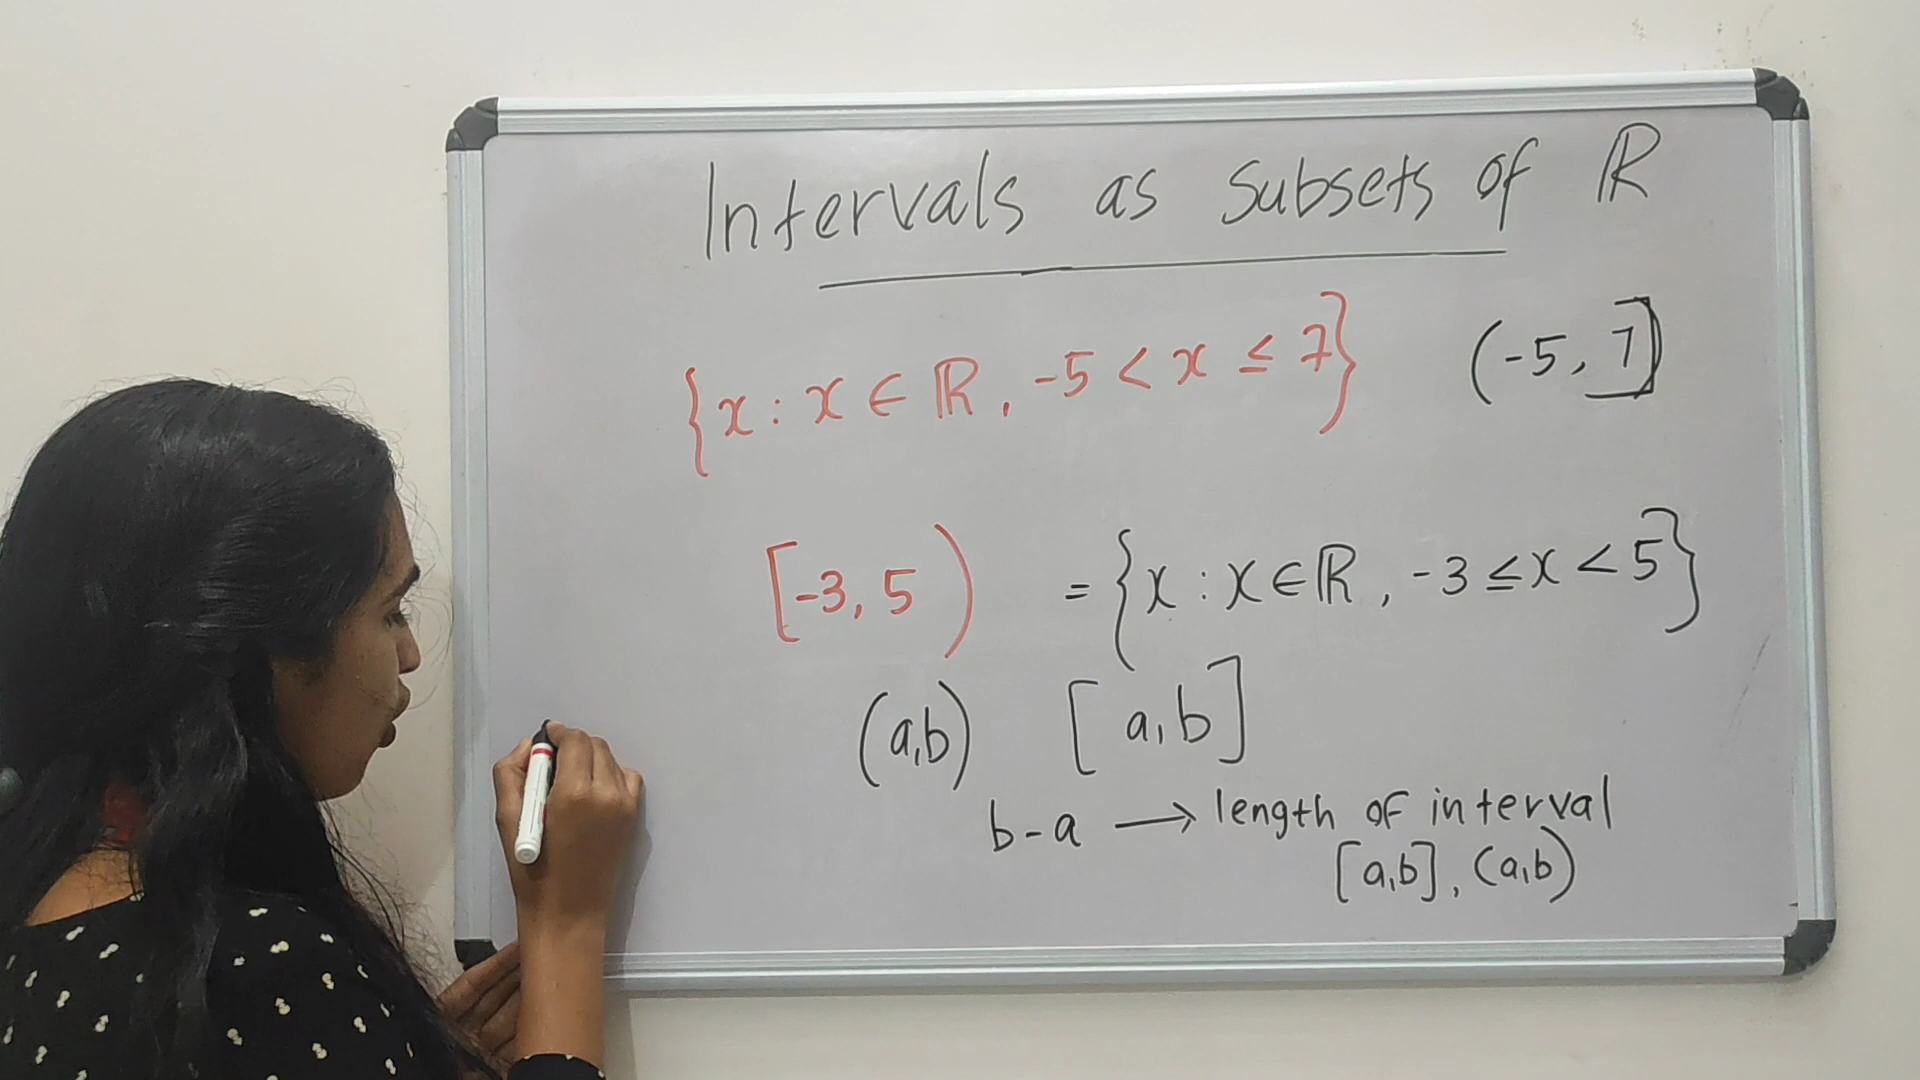 Intervals as Subsets of ℝ
{x : x ∈ ℝ, -5 < x ≤ 7} (-5, 7]
[-3, 5) = {x : x ∈ ℝ, -3 ≤ x < 5}
(a,b) [a,b]
b-a → length of interval
[a,b], (a,b)